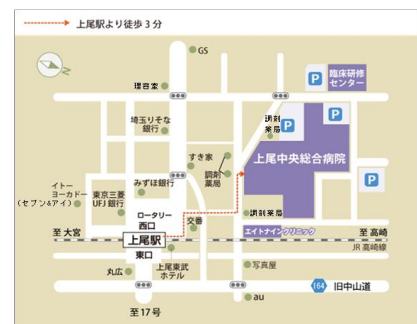 上尾駅より徒歩3分
GS
N
理容室
臨床研修
センター
P
P
P
埼玉りそな
銀行
調剤
薬局
すき家
上尾中央総合病院
調剤
薬局
みずほ銀行
イトー
ヨーカドー
(セブン&アイ)
東京三菱
UFJ銀行
ロータリー
西口
交番
調剤薬局
エイトナインクリニック
至大宮
上尾駅
至高崎
JR高崎線
東口
丸広
上尾東武
ホテル
写真屋
au
164
旧中山道
至17号